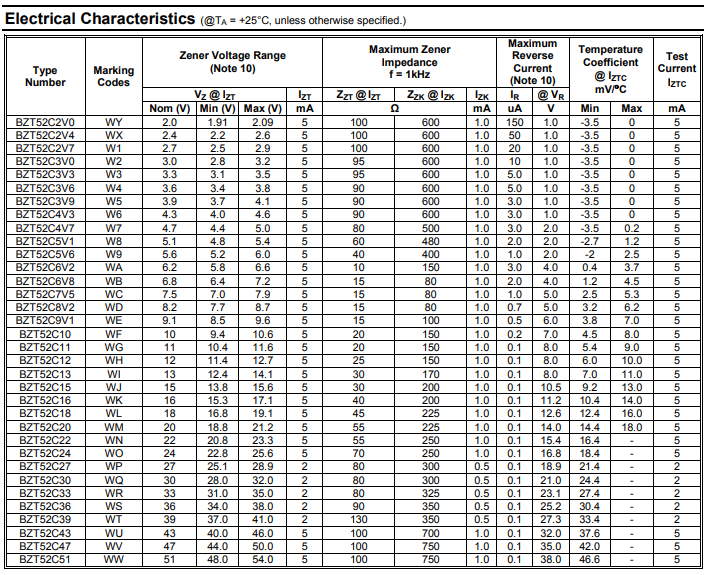 Electrical Characteristics (@TA = +25°C, unless otherwise specified.)
Type Number Marking Codes Zener Voltage Range (Note 10) Maximum Zener Impedance f = 1kHz Maximum Reverse Current (Note 10) Temperature Coefficient @ IZTC mV/°C Test Current IZTC
VZ @ IZT IZT ZZT @ IZT ZZK @ IZK IZK IR @ VR Min Max
Nom (V) Min (V) Max (V) mA Ω mA uA V mA
BZT52C2V0 WY 2.0 1.91 2.09 5 100 600 1.0 150 1.0 -3.5 0 5
BZT52C2V4 WX 2.4 2.2 2.6 5 100 600 1.0 50 1.0 -3.5 0 5
BZT52C2V7 W1 2.7 2.5 2.9 5 100 600 1.0 20 1.0 -3.5 0 5
BZT52C3V0 W2 3.0 2.8 3.2 5 95 600 1.0 10 1.0 -3.5 0 5
BZT52C3V3 W3 3.3 3.1 3.5 5 95 600 1.0 5.0 1.0 -3.5 0 5
BZT52C3V6 W4 3.6 3.4 3.8 5 90 600 1.0 5.0 1.0 -3.5 0 5
BZT52C3V9 W5 3.9 3.7 4.1 5 90 600 1.0 3.0 1.0 -3.5 0 5
BZT52C4V3 W6 4.3 4.0 4.6 5 90 600 1.0 3.0 1.0 -3.5 0 5
BZT52C4V7 W7 4.7 4.4 5.0 5 80 500 1.0 3.0 2.0 -3.5 0.2 5
BZT52C5V1 W8 5.1 4.8 5.4 5 60 480 1.0 2.0 2.0 -2.7 1.2 5
BZT52C5V6 W9 5.6 5.2 6.0 5 40 400 1.0 1.0 2.0 -2 2.5 5
BZT52C6V2 WA 6.2 5.8 6.6 5 10 150 1.0 3.0 4.0 0.4 3.7 5
BZT52C6V8 WB 6.8 6.4 7.2 5 15 80 1.0 2.0 4.0 1.2 4.5 5
BZT52C7V5 WC 7.5 7.0 7.9 5 15 80 1.0 1.0 5.0 2.5 5.3 5
BZT52C8V2 WD 8.2 7.7 8.7 5 15 80 1.0 0.7 5.0 3.2 6.2 5
BZT52C9V1 WE 9.1 8.5 9.6 5 15 100 1.0 0.5 6.0 3.8 7.0 5
BZT52C10 WF 10 9.4 10.6 5 20 150 1.0 0.2 7.0 4.5 8.0 5
BZT52C11 WG 11 10.4 11.6 5 20 150 1.0 0.1 8.0 5.4 9.0 5
BZT52C12 WH 12 11.4 12.7 5 25 150 1.0 0.1 8.0 6.0 10.0 5
BZT52C13 WI 13 12.4 14.1 5 30 170 1.0 0.1 8.0 7.0 11.0 5
BZT52C15 WJ 15 13.8 15.6 5 30 200 1.0 0.1 10.5 9.2 13.0 5
BZT52C16 WK 16 15.3 17.1 5 40 200 1.0 0.1 11.2 10.4 14.0 5
BZT52C18 WL 18 16.8 19.1 5 45 225 1.0 0.1 12.6 12.4 16.0 5
BZT52C20 WM 20 18.8 21.2 5 55 225 1.0 0.1 14.0 14.4 18.0 5
BZT52C22 WN 22 20.8 23.3 5 55 250 1.0 0.1 15.4 16.4 - 5
BZT52C24 WO 24 22.8 25.6 5 70 250 1.0 0.1 16.8 18.4 - 5
BZT52C27 WP 27 25.1 28.9 2 80 300 0.5 0.1 18.9 21.4 - 2
BZT52C30 WQ 30 28.0 32.0 2 80 300 0.5 0.1 21.0 24.4 - 2
BZT52C33 WR 33 31.0 35.0 2 80 325 0.5 0.1 23.1 27.4 - 2
BZT52C36 WS 36 34.0 38.0 2 90 350 0.5 0.1 25.2 30.4 - 2
BZT52C39 WT 39 37.0 41.0 2 130 350 0.5 0.1 27.3 33.4 - 2
BZT52C43 WU 43 40.0 46.0 5 100 700 1.0 0.1 32.0 37.6 - 5
BZT52C47 WV 47 44.0 50.0 5 100 750 1.0 0.1 35.0 42.0 - 5
BZT52C51 WW 51 48.0 54.0 5 100 750 1.0 0.1 38.0 46.6 - 5